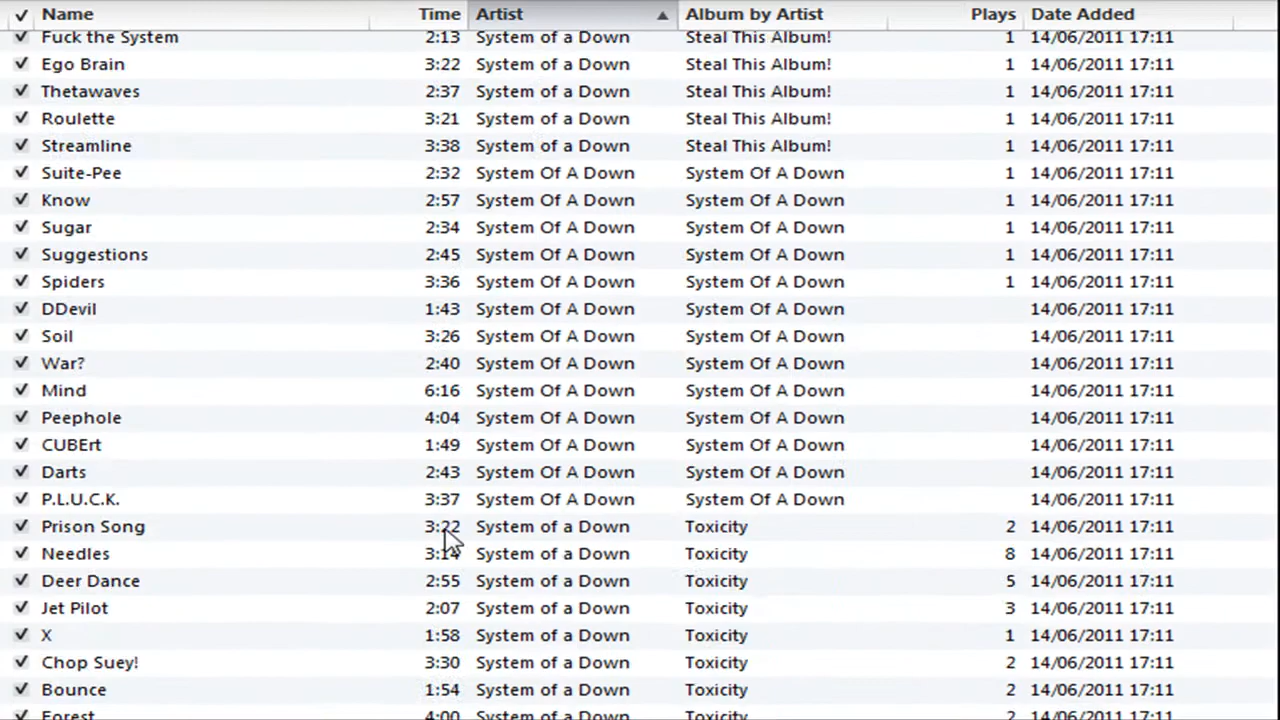 Name Time Artist Album by Artist Plays Date Added
Fuck the System 2:13 System of a Down Steal This Album! 1 14/06/2011 17:11
Ego Brain 3:22 System of a Down Steal This Album! 1 14/06/2011 17:11
Thetawaves 2:37 System of a Down Steal This Album! 1 14/06/2011 17:11
Roulette 3:21 System of a Down Steal This Album! 1 14/06/2011 17:11
Streamline 3:38 System of a Down Steal This Album! 1 14/06/2011 17:11
Suite-Pee 2:32 System Of A Down System Of A Down 1 14/06/2011 17:11
Know 2:57 System Of A Down System Of A Down 1 14/06/2011 17:11
Sugar 2:34 System Of A Down System Of A Down 1 14/06/2011 17:11
Suggestions 2:45 System Of A Down System Of A Down 1 14/06/2011 17:11
Spiders 3:36 System Of A Down System Of A Down 1 14/06/2011 17:11
DDevil 1:43 System Of A Down System Of A Down 14/06/2011 17:11
Soil 3:26 System Of A Down System Of A Down 14/06/2011 17:11
War? 2:40 System Of A Down System Of A Down 14/06/2011 17:11
Mind 6:16 System Of A Down System Of A Down 14/06/2011 17:11
Peephole 4:04 System Of A Down System Of A Down 14/06/2011 17:11
CUBErt 1:49 System Of A Down System Of A Down 14/06/2011 17:11
Darts 2:43 System Of A Down System Of A Down 14/06/2011 17:11
P.L.U.C.K. 3:37 System Of A Down System Of A Down 14/06/2011 17:11
Prison Song 3:22 System of a Down Toxicity 2 14/06/2011 17:11
Needles 3:14 System of a Down Toxicity 8 14/06/2011 17:11
Deer Dance 2:55 System of a Down Toxicity 5 14/06/2011 17:11
Jet Pilot 2:07 System of a Down Toxicity 3 14/06/2011 17:11
X 1:58 System of a Down Toxicity 1 14/06/2011 17:11
Chop Suey! 3:30 System of a Down Toxicity 2 14/06/2011 17:11
Bounce 1:54 System of a Down Toxicity 2 14/06/2011 17:11
Forest 4:00 System of a Down Toxicity 2 14/06/2011 17:11